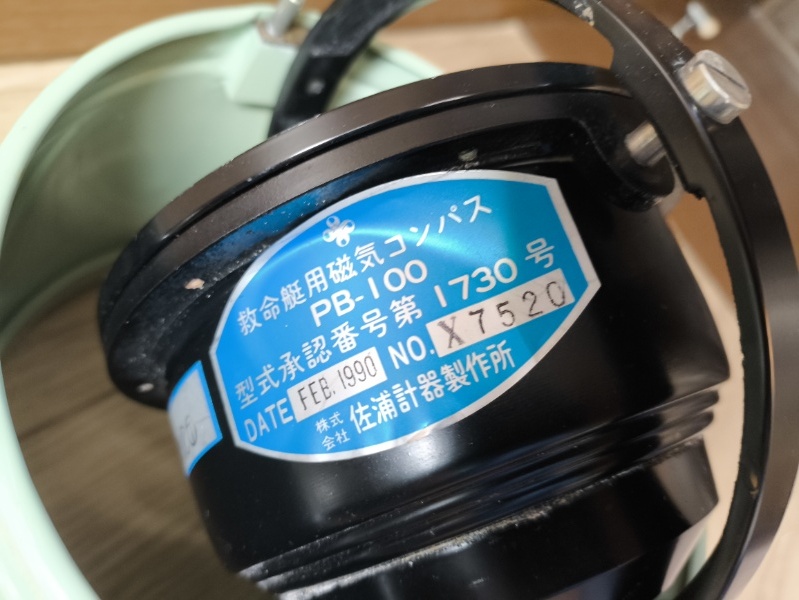 救命艇用磁気コンパス
PB-100
型式承認番号第1730号
DATE FEB. 1990 NO. X7520
株式会社 佐浦計器製作所